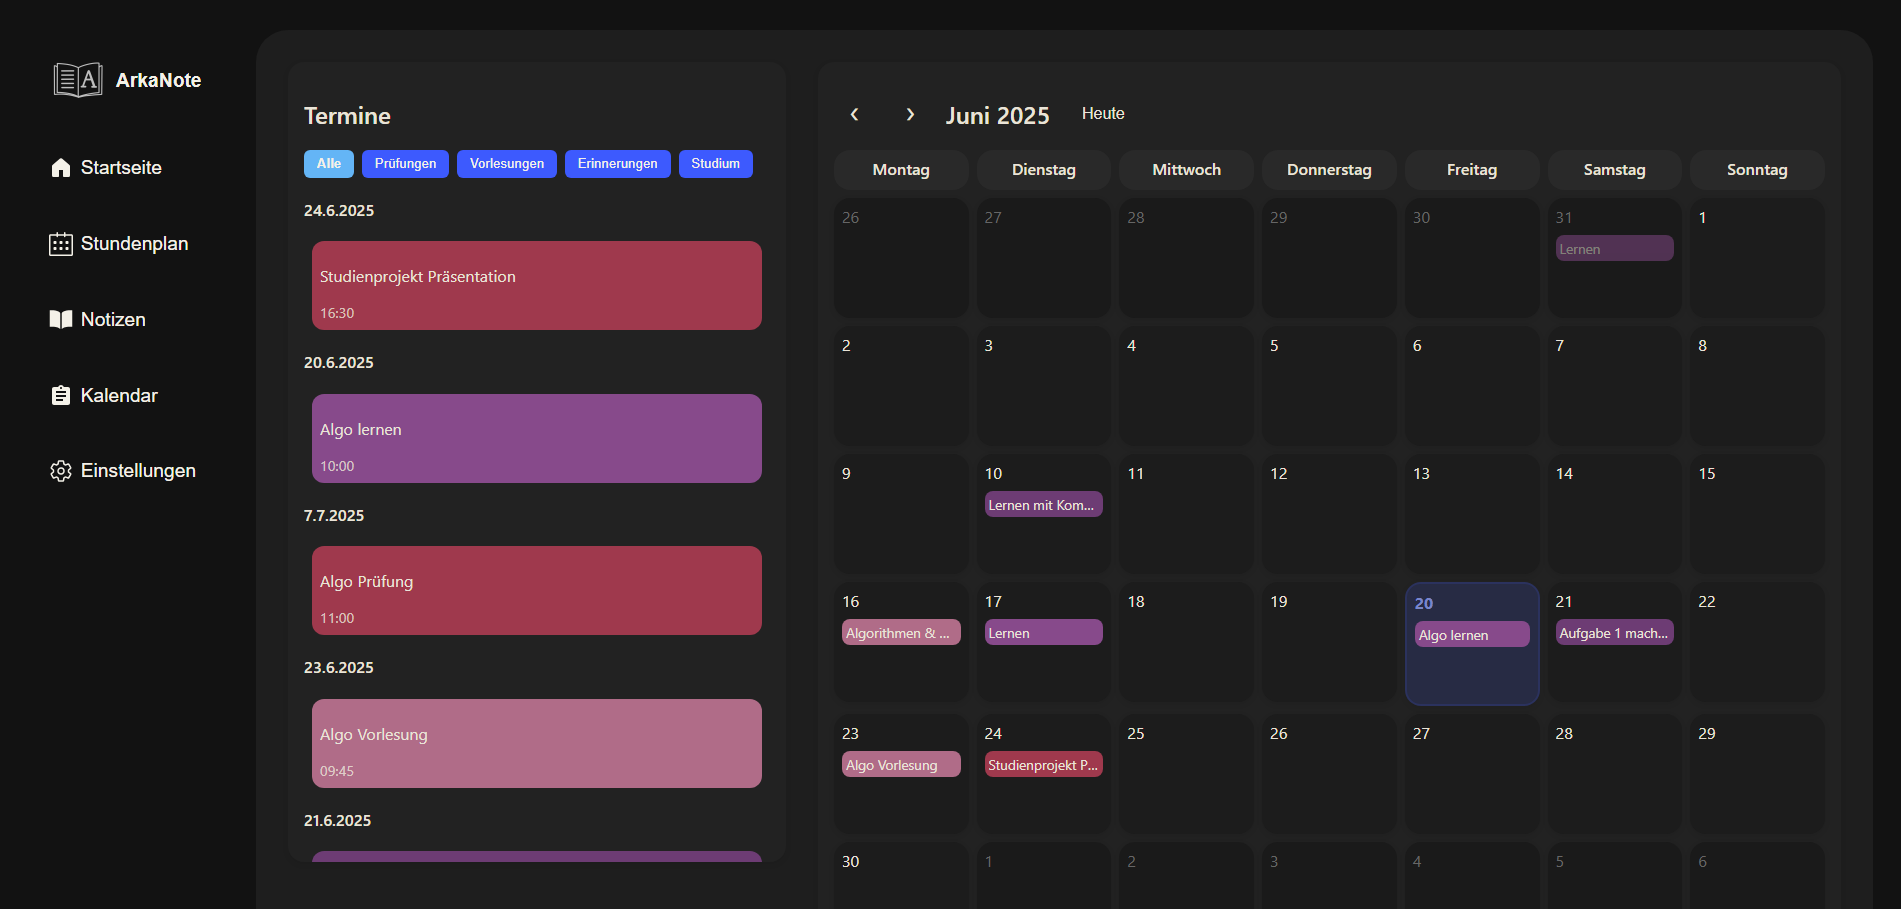 ArkaNote
Startseite
Stundenplan
Notizen
Kalendar
Einstellungen
Termine
Alle Prüfungen Vorlesungen Erinnerungen Studium
24.6.2025
Studienprojekt Präsentation
16:30
20.6.2025
Algo lernen
10:00
7.7.2025
Algo Prüfung
11:00
23.6.2025
Algo Vorlesung
09:45
21.6.2025
‹ › Juni 2025 Heute
Montag Dienstag Mittwoch Donnerstag Freitag Samstag Sonntag
26 27 28 29 30 31 1
Lernen
2 3 4 5 6 7 8
9 10 11 12 13 14 15
Lernen mit Kom...
16 17 18 19 20 21 22
Algorithmen & ... Lernen Algo lernen Aufgabe 1 mach...
23 24 25 26 27 28 29
Algo Vorlesung Studienprojekt P...
30 1 2 3 4 5 6